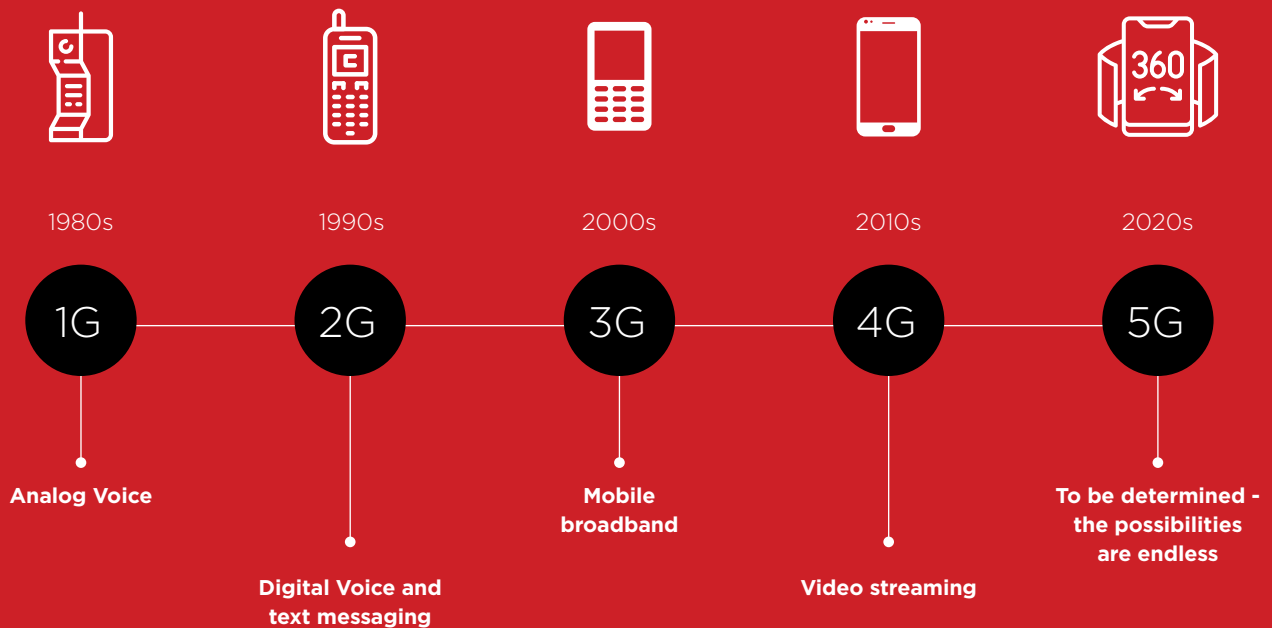 360
1980s
1990s
2000s
2010s
2020s
1G
2G
3G
4G
5G
Analog Voice
Digital Voice and
text messaging
Mobile
broadband
Video streaming
To be determined -
the possibilities
are endless